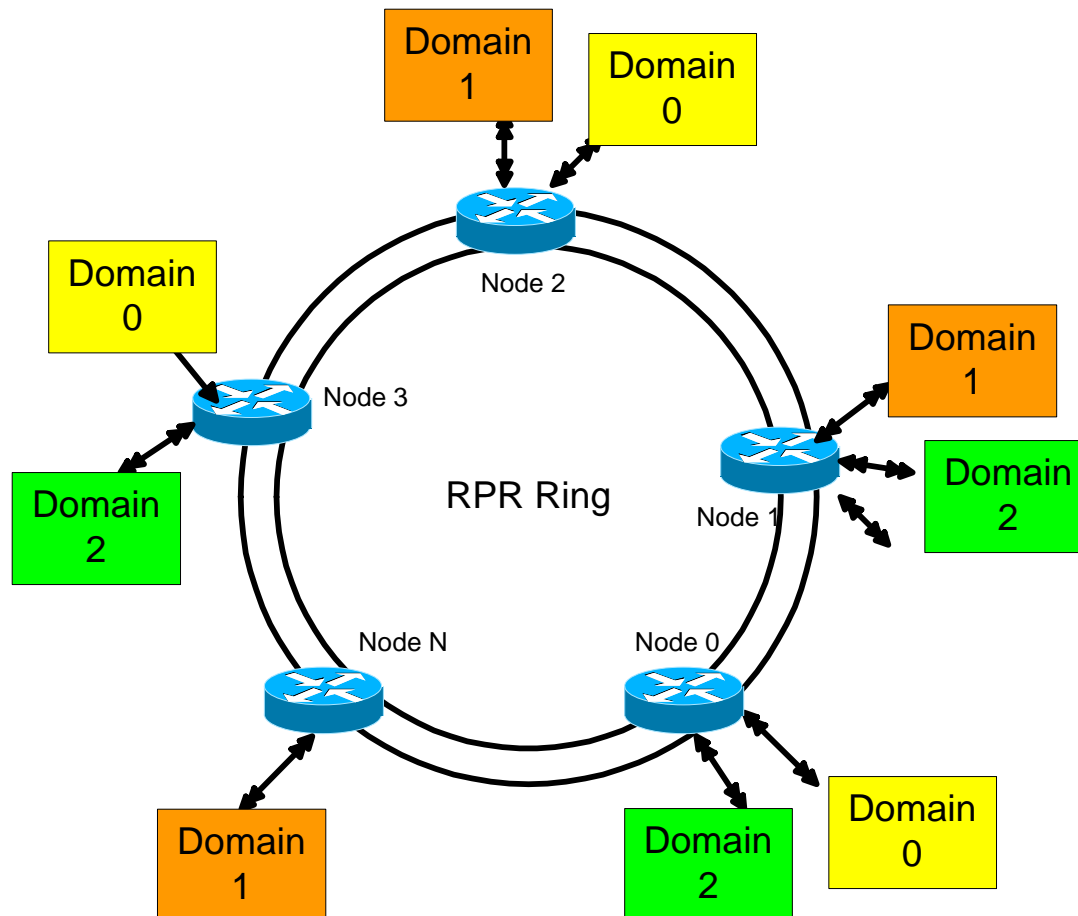 Domain
1
Domain
0
Node 2
Domain
0
Node 3
Domain
1
Domain
2
RPR Ring
Node 1
Domain
2
Node N
Node 0
Domain
1
Domain
2
Domain
0